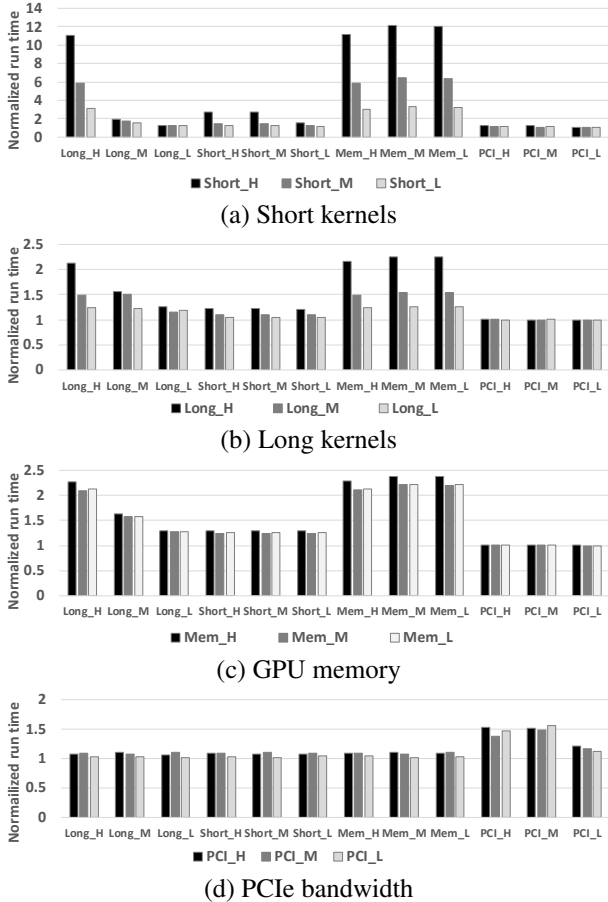 Normalized run time
14
12
10
8
6
4
2
0
Long_H Long_M Long_L Short_H Short_M Short_L Mem_H Mem_M Mem_L PCI_H PCI_M PCI_L
Short_H Short_M Short_L
(a) Short kernels
Normalized run time
2.5
2
1.5
1
0.5
0
Long_H Long_M Long_L Short_H Short_M Short_L Mem_H Mem_M Mem_L PCI_H PCI_M PCI_L
Long_H Long_M Long_L
(b) Long kernels
Normalized run time
2.5
2
1.5
1
0.5
0
Long_H Long_M Long_L Short_H Short_M Short_L Mem_H Mem_M Mem_L PCI_H PCI_M PCI_L
Mem_H Mem_M Mem_L
(c) GPU memory
Normailized run time
2
1.5
1
0.5
0
Long_H Long_M Long_L Short_H Short_M Short_L Mem_H Mem_M Mem_L PCI_H PCI_M PCI_L
PCI_H PCI_M PCI_L
(d) PCIe bandwidth